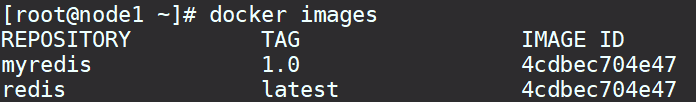 [root@node1 ~]# docker images
REPOSITORY TAG IMAGE ID
myredis 1.0 4cdbec704e47
redis latest 4cdbec704e47